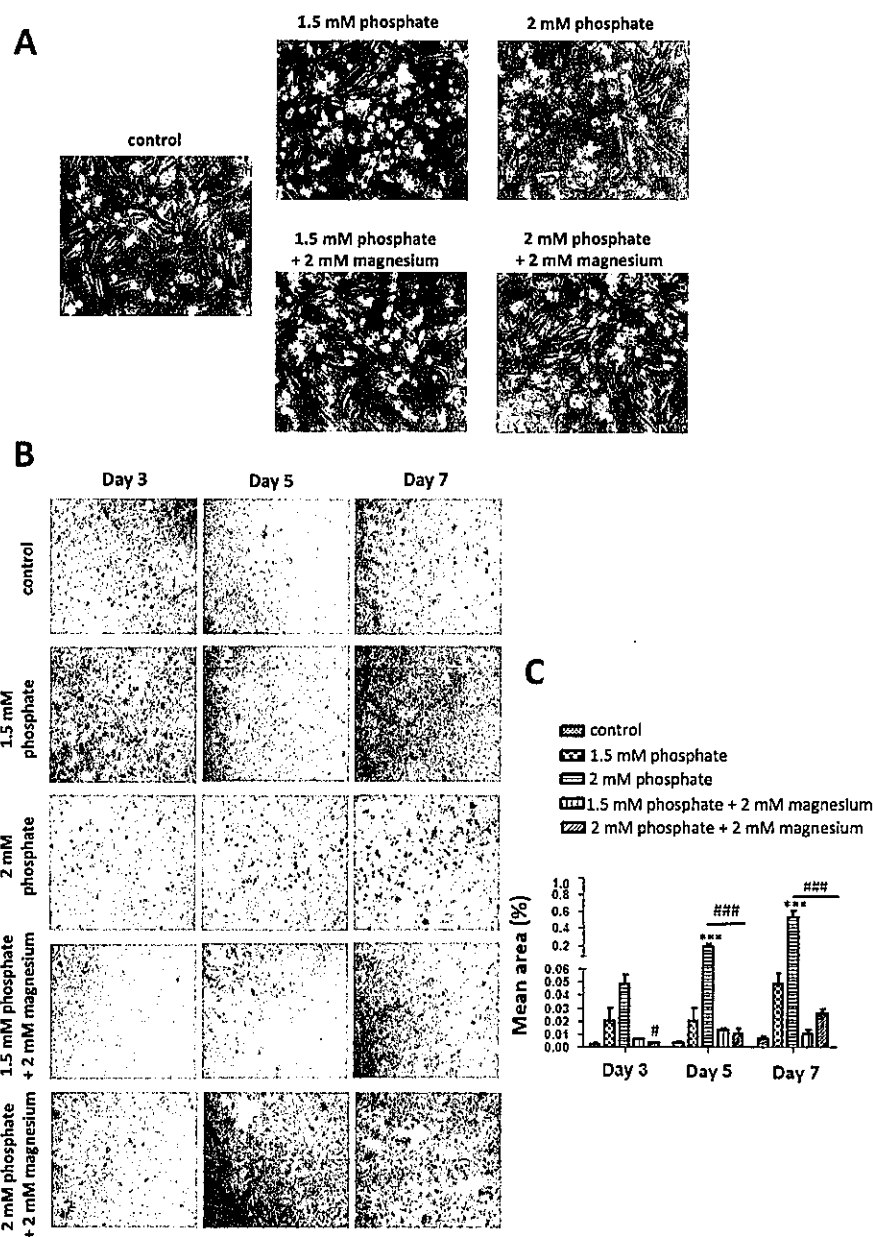 A
1.5 mM phosphate
2 mM phosphate
control
1.5 mM phosphate
+ 2 mM magnesium
2 mM phosphate
+ 2 mM magnesium
B
Day 3
Day 5
Day 7
control
1.5 mM
phosphate
2 mM
phosphate
1.5 mM phosphate
+ 2 mM magnesium
2 mM phosphate
+ 2 mM magnesium
C
control
1.5 mM phosphate
2 mM phosphate
1.5 mM phosphate + 2 mM magnesium
2 mM phosphate + 2 mM magnesium
Mean area (%)
1.0
0.8
0.6
0.4
0.2
0.06
0.05
0.03
0.02
0.01
0.00
#
***
###
***
###
Day 3
Day 5
Day 7